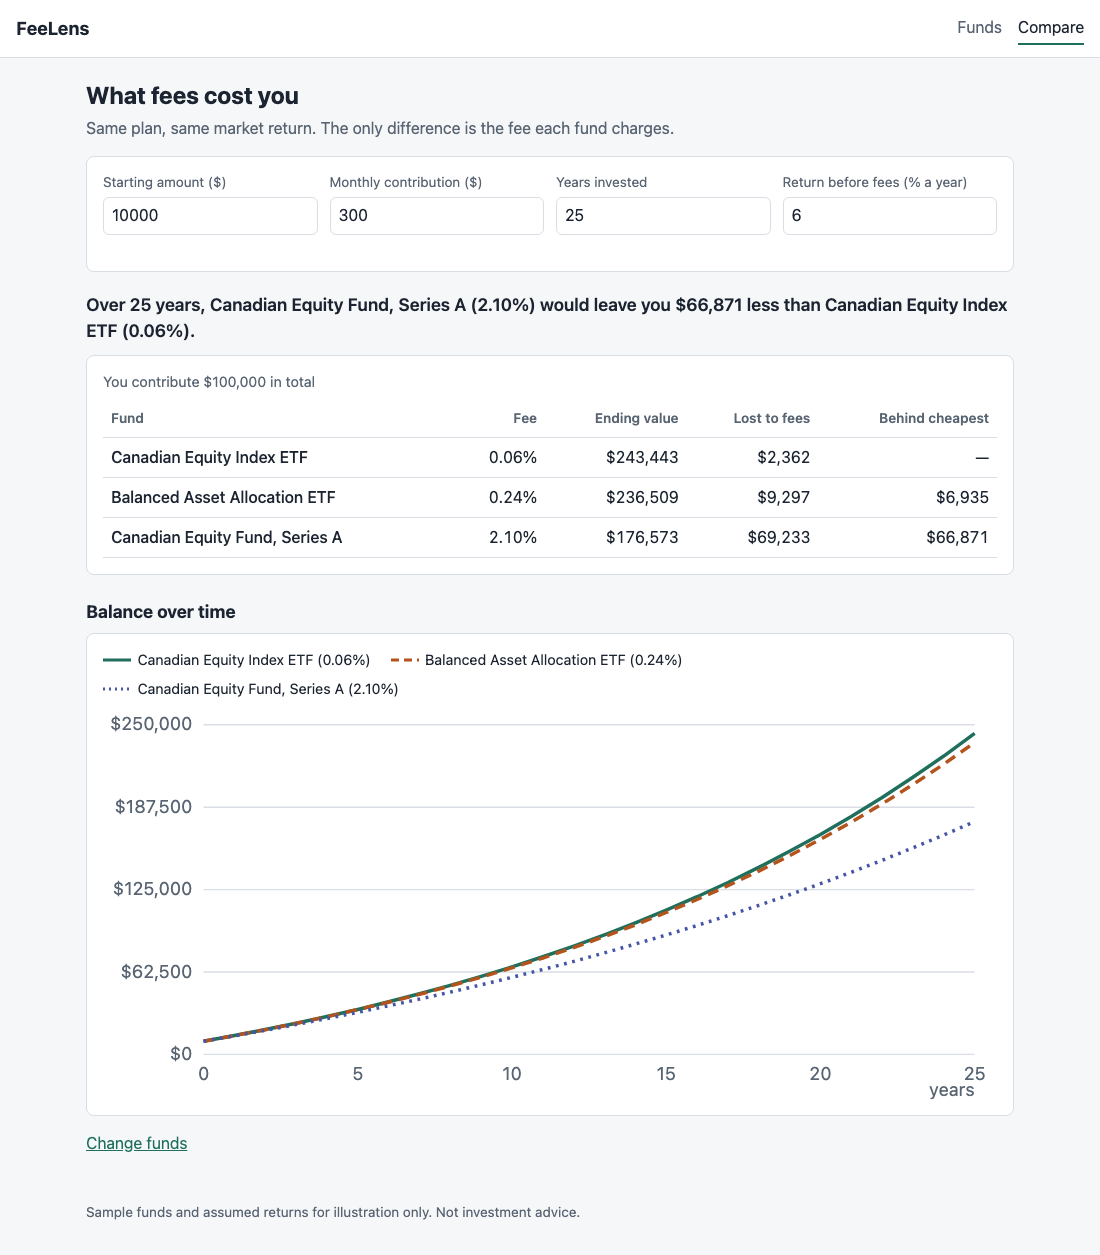 FeeLens
Funds
Compare
What fees cost you
Same plan, same market return. The only difference is the fee each fund charges.
Starting amount ($)
Monthly contribution ($)
Years invested
Return before fees (% a year)
10000
300
25
6
Over 25 years, Canadian Equity Fund, Series A (2.10%) would leave you $66,871 less than Canadian Equity Index
ETF (0.06%).
You contribute $100,000 in total
Fund Fee Ending value Lost to fees Behind cheapest
Canadian Equity Index ETF 0.06% $243,443 $2,362 —
Balanced Asset Allocation ETF 0.24% $236,509 $9,297 $6,935
Canadian Equity Fund, Series A 2.10% $176,573 $69,233 $66,871
Balance over time
Canadian Equity Index ETF (0.06%) Balanced Asset Allocation ETF (0.24%)
Canadian Equity Fund, Series A (2.10%)
$250,000
$187,500
$125,000
$62,500
$0
0 5 10 15 20 25
years
Change funds
Sample funds and assumed returns for illustration only. Not investment advice.